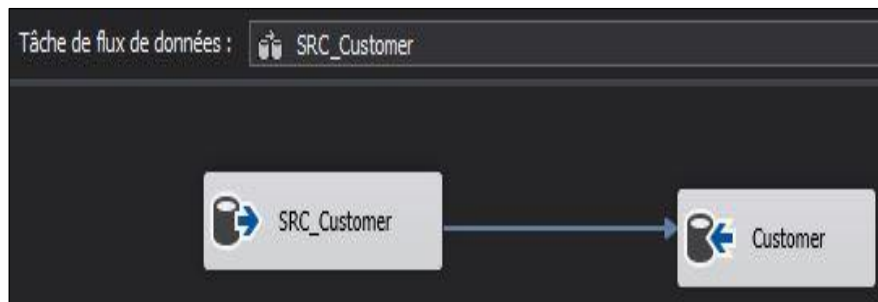 Tâche de flux de données : SRC_Customer
SRC_Customer
Customer